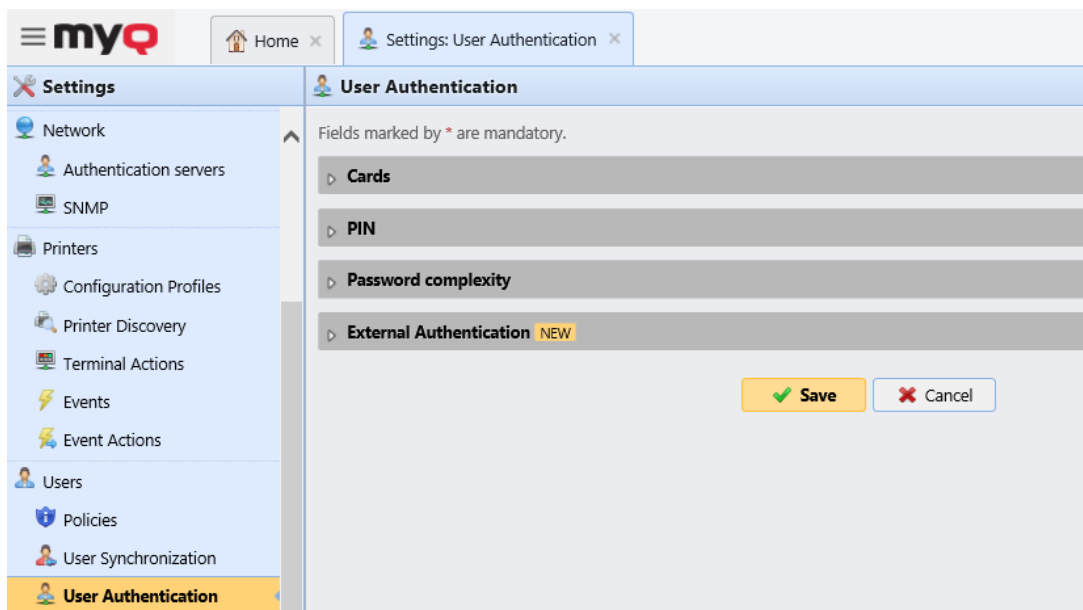 myQ
Home
Settings: User Authentication
Settings
Network
Authentication servers
SNMP
Printers
Configuration Profiles
Printer Discovery
Terminal Actions
Events
Event Actions
Users
Policies
User Synchronization
User Authentication
User Authentication
Fields marked by * are mandatory.
Cards
PIN
Password complexity
External Authentication NEW
Save
Cancel